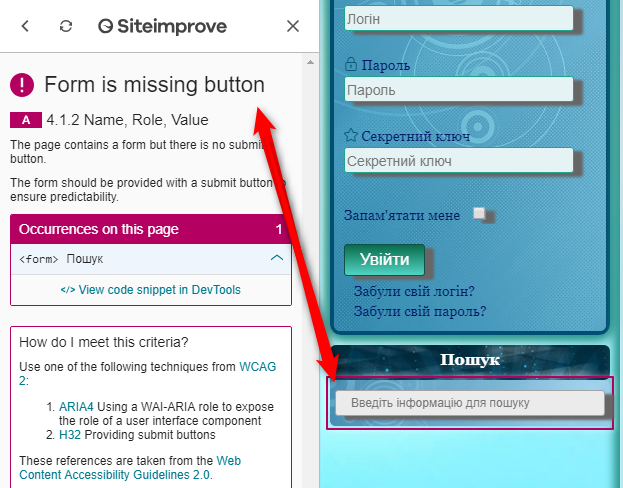 Siteimprove
Form is missing button
A 4.1.2 Name, Role, Value
The page contains a form but there is no submit
button.
The form should be provided with a submit button to
ensure predictability.
Occurrences on this page 1
<form> Пошук
</> View code snippet in DevTools
How do I meet this criteria?
Use one of the following techniques from WCAG
2:
1. ARIA4 Using a WAI-ARIA role to expose
the role of a user interface component
2. H32 Providing submit buttons
These references are taken from the Web
Content Accessibility Guidelines 2.0.
Логін
Пароль
Пароль
Секретний ключ
Секретний ключ
Запам'ятати мене
Увійти
Забули свій логін?
Забули свій пароль?
Пошук
Введіть інформацію для пошуку